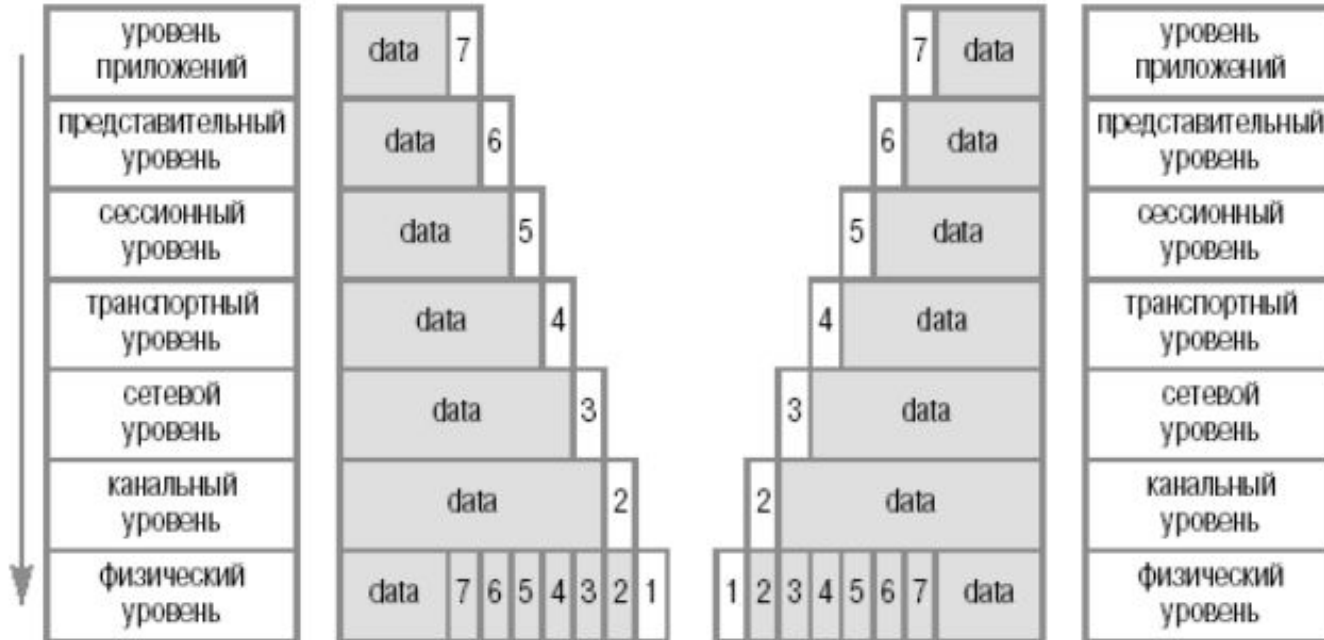 уровень
приложений
data 7
7 data
уровень
приложений
представительный
уровень
data 6
6 data
представительный
уровень
сессионный
уровень
data 5
5 data
сессионный
уровень
транспортный
уровень
data 4
4 data
транспортный
уровень
сетевой
уровень
data 3
3 data
сетевой
уровень
канальный
уровень
data 2
2 data
канальный
уровень
физический
уровень
data 7 6 5 4 3 2 1
1 2 3 4 5 6 7 data
физический
уровень